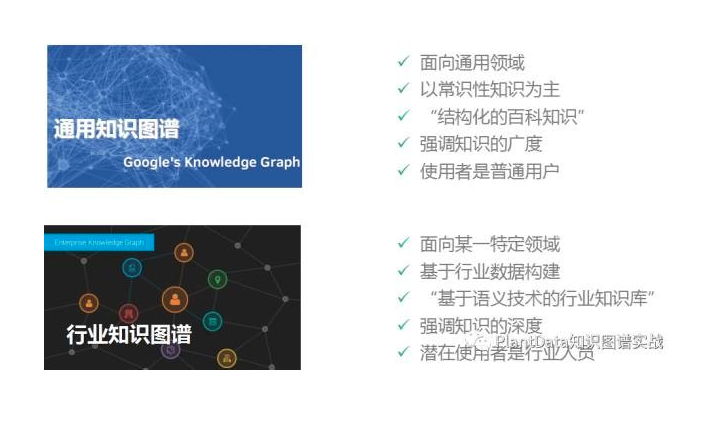 通用知识图谱
Google's Knowledge Graph
面向通用领域
以常识性知识为主
“结构化的百科知识”
强调知识的广度
使用者是普通用户
Enterprise Knowledge Graph
行业知识图谱
面向某一特定领域
基于行业数据构建
“基于语义技术的行业知识库”
强调知识的深度
PlantData知识图谱实战
潜在使用者是行业人员